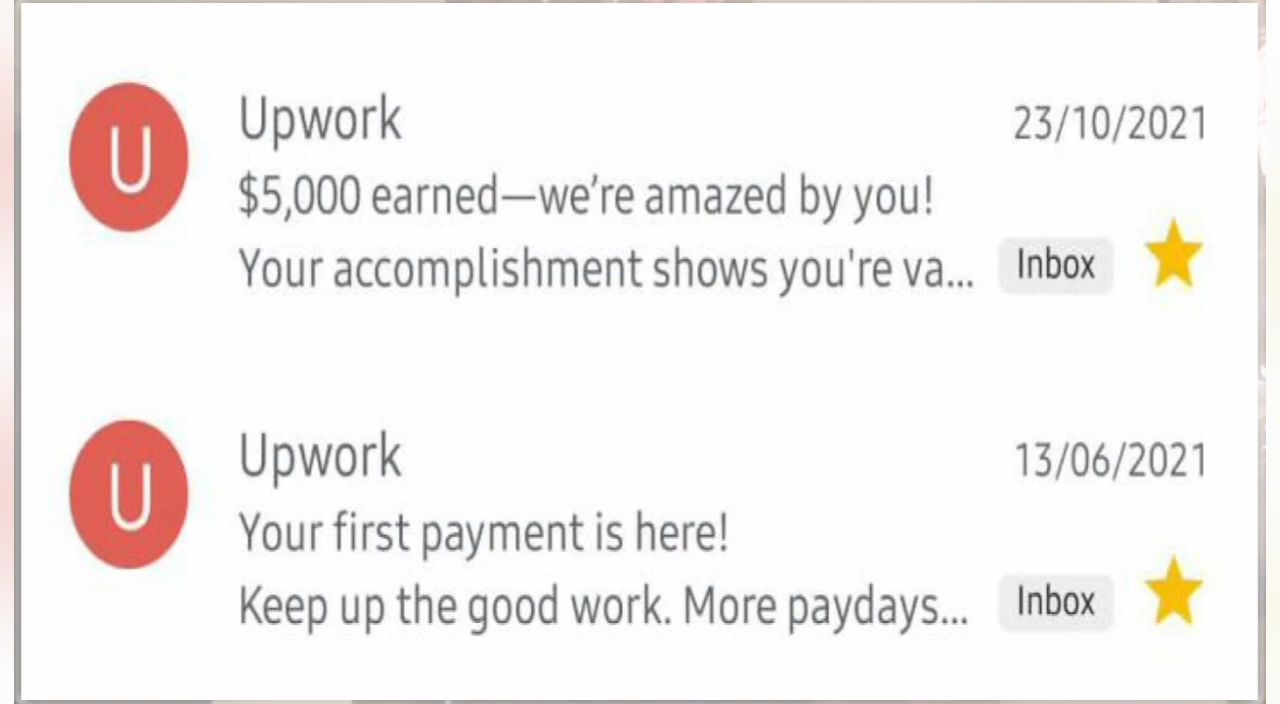 U
Upwork
23/10/2021
$5,000 earned—we’re amazed by you!
Your accomplishment shows you're va...
Inbox
U
Upwork
13/06/2021
Your first payment is here!
Keep up the good work. More paydays...
Inbox